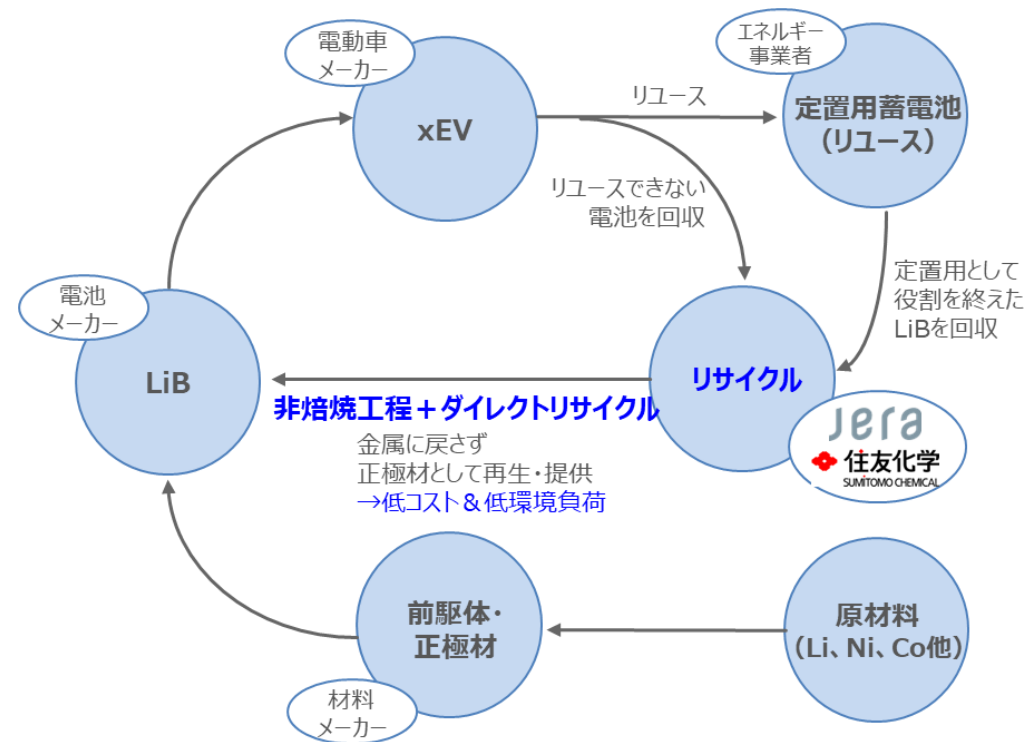 電動車
メーカー
xEV
リユース
エネルギー
事業者
定置用蓄電池
（リユース）
リユースできない
電池を回収
定置用として
役割を終えた
LiBを回収
電池
メーカー
LiB
リサイクル
非焙焼工程＋ダイレクトリサイクル
金属に戻さず
正極材として再生・提供
→低コスト＆低環境負荷
Jera
住友化学
SUMITOMO CHEMICAL
前駆体・
正極材
材料
メーカー
原材料
（Li、Ni、Co他）